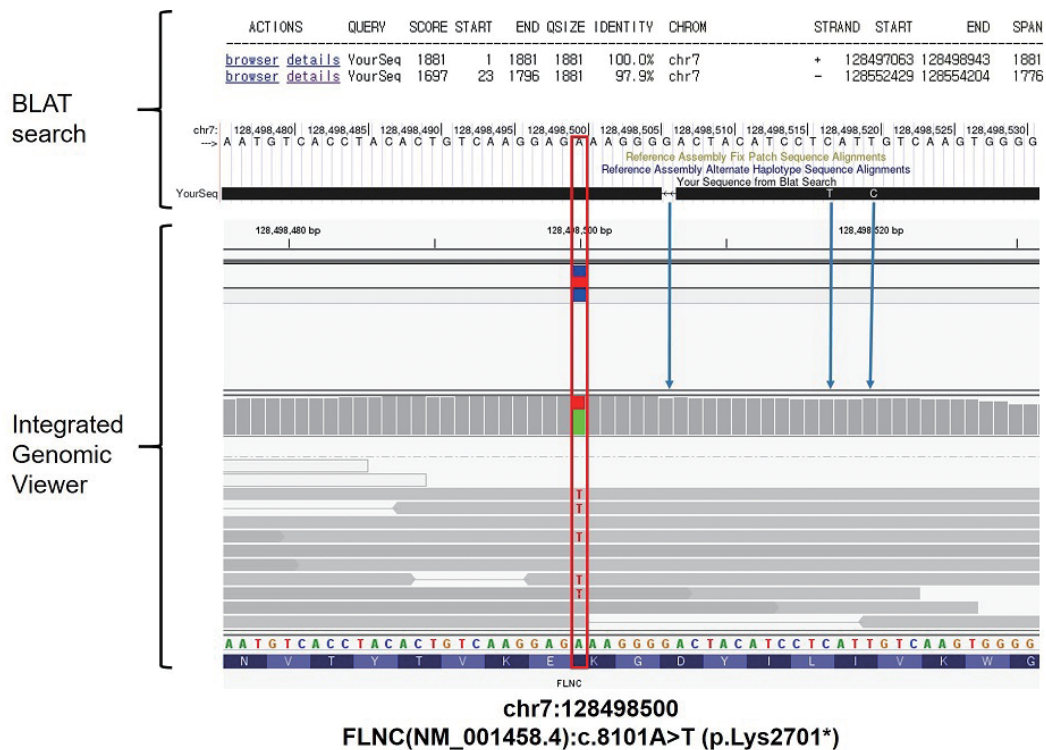 ACTIONS QUERY SCORE START END QSIZE IDENTITY CHROM STRAND START END SPAN
browser details YourSeq 1881 1 1881 1881 100.0% chr7 + 128497063 128498943 1881
browser details YourSeq 1697 23 1796 1881 97.9% chr7 - 128552429 128554204 1776
BLAT
search
chr7: 128,498,480 128,498,485 128,498,490 128,498,495 128,498,500 128,498,505 128,498,510 128,498,515 128,498,520 128,498,525 128,498,530
---> A A T G T C A C C T A C A C T G T C A A G G A G A A A G G G G A C T A C A T C C T C A T T G T C A A G T G G G G
Reference Assembly Fix Patch Sequence Alignments
Reference Assembly Alternate Haplotype Sequence Alignments
Your Sequence from Blat Search
YourSeq T C
128,498,480 bp 128,498,500 bp 128,498,520 bp
Integrated
Genomic
Viewer
T
T
T
T
T
A A T G T C A C C T A C A C T G T C A A G G A G A A A G G G G A C T A C A T C C T C A T T G T C A A G T G G G G
N V T Y T V K E K G D Y I L I V K W G
FLNC
chr7:128498500
FLNC(NM_001458.4):c.8101A>T (p.Lys2701*)